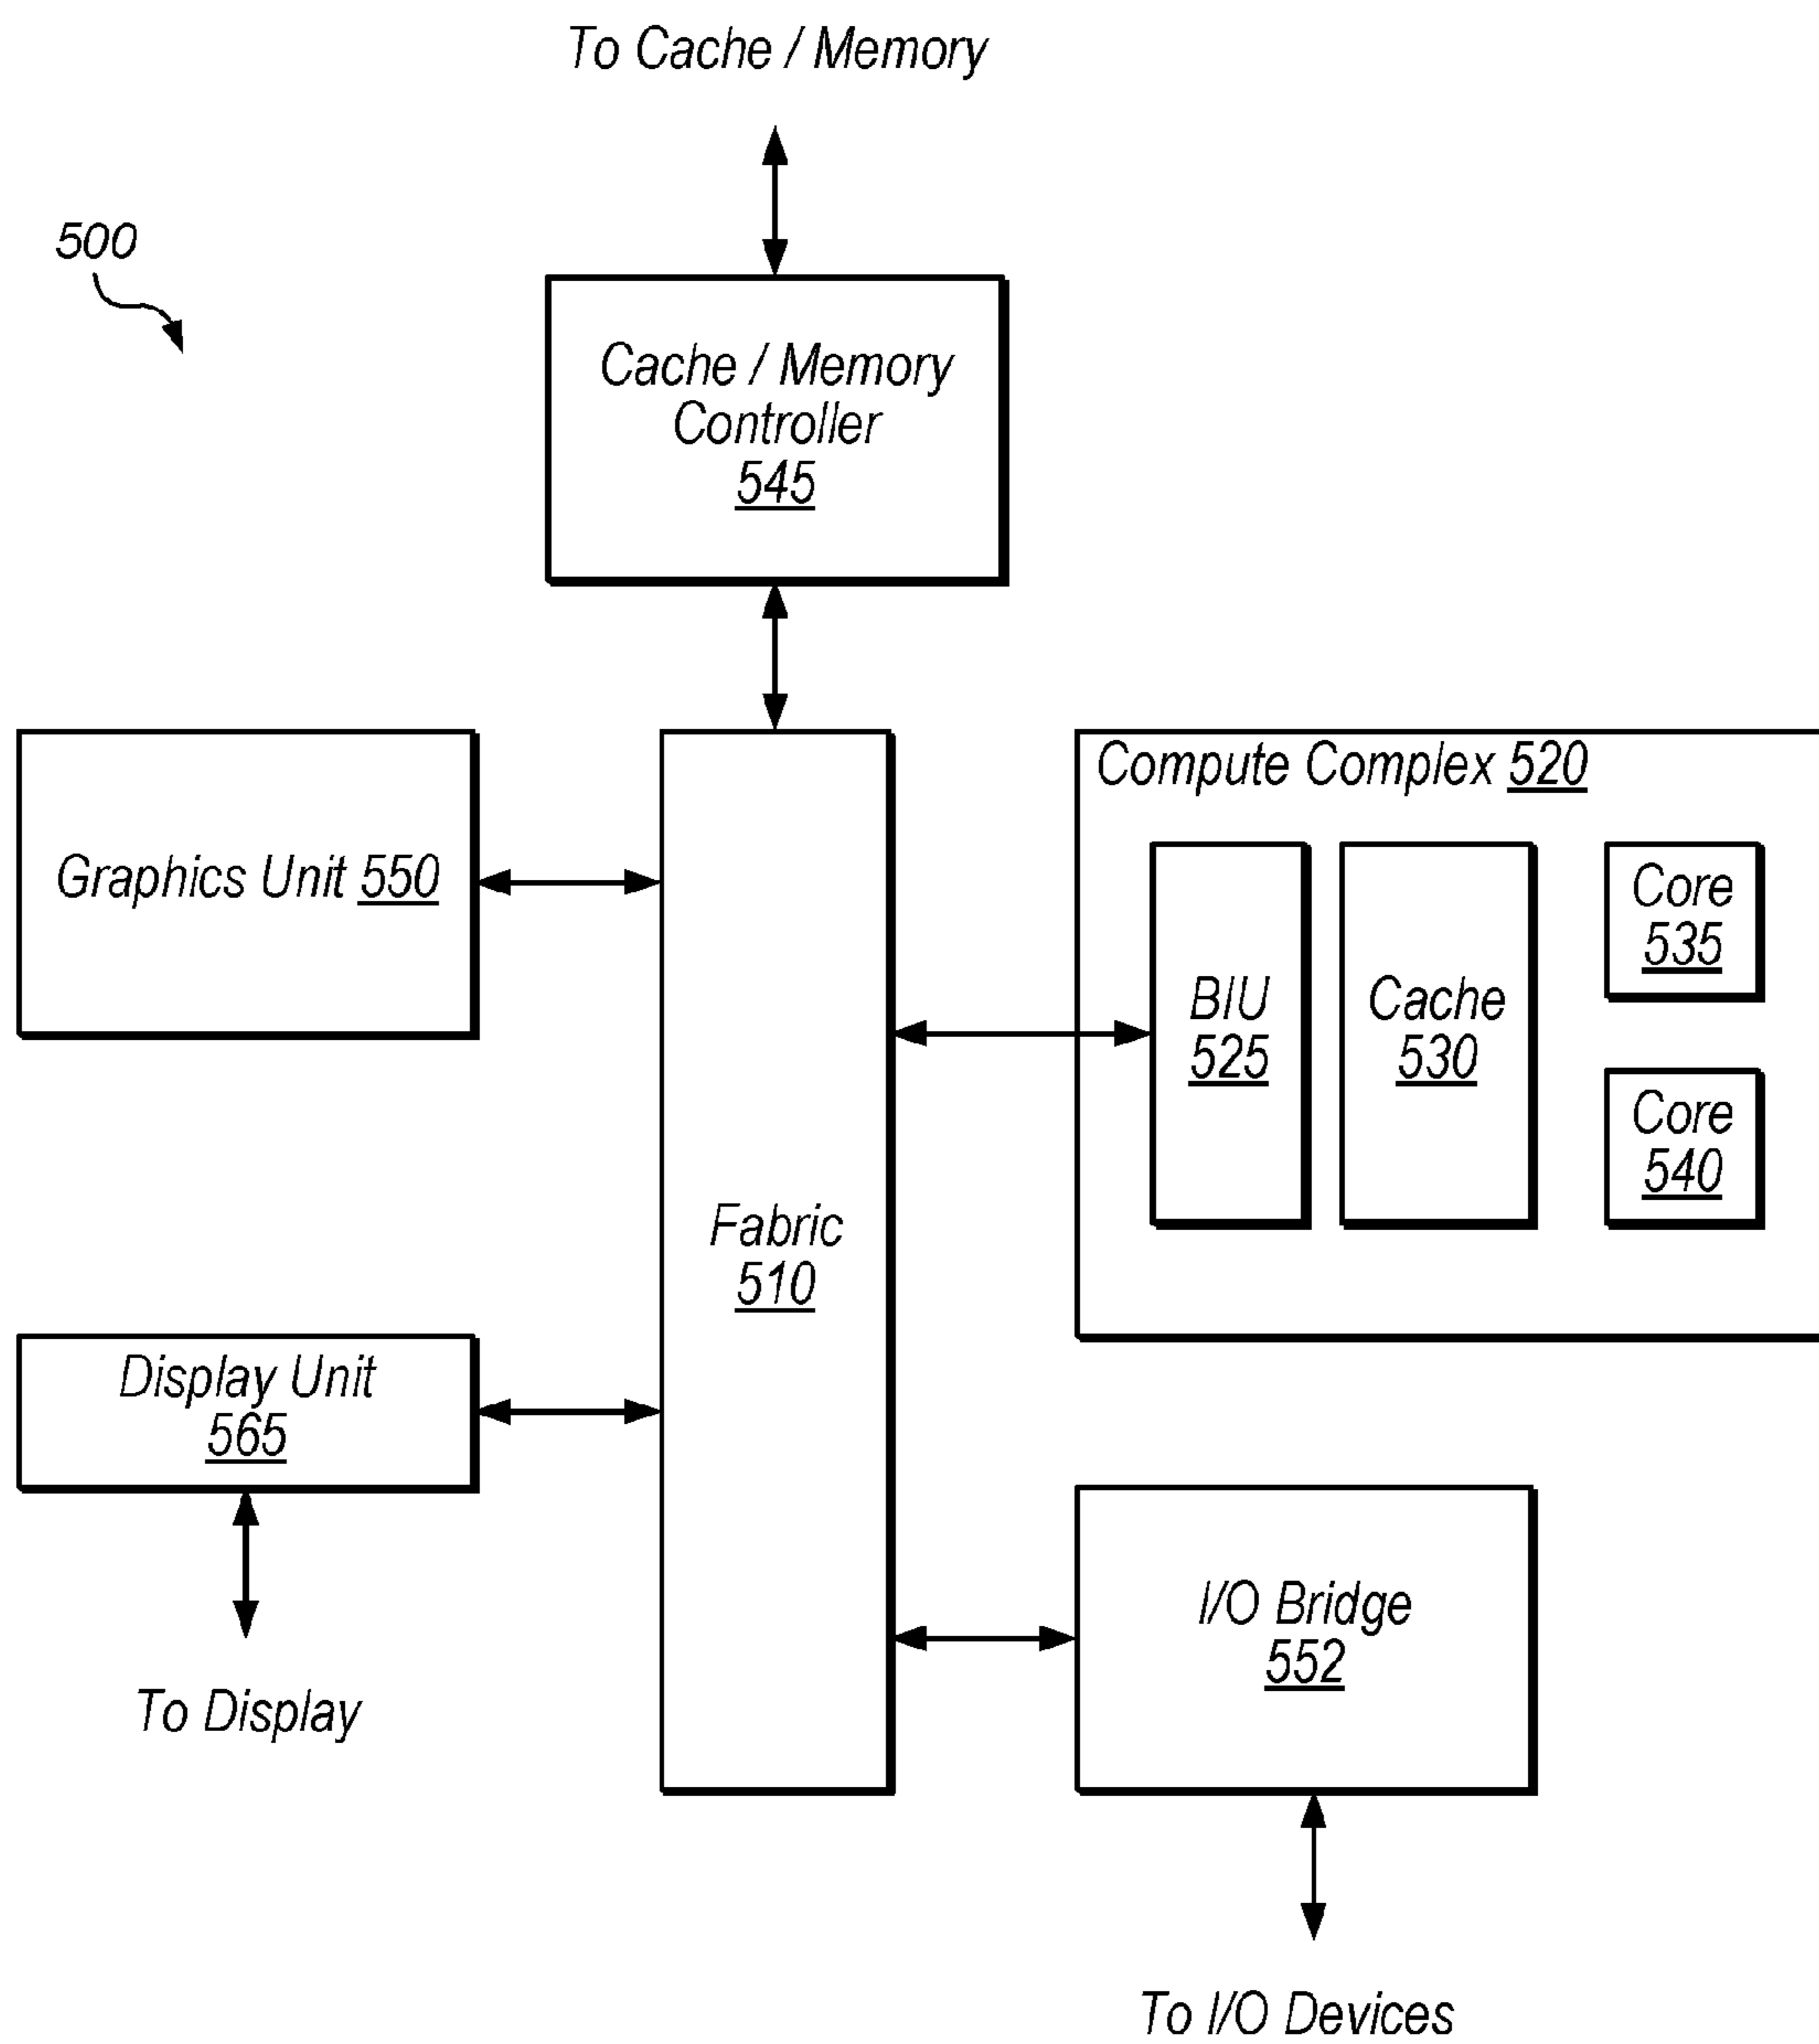 To Cache / Memory
500
Cache / Memory
Controller
545
Graphics Unit 550
Compute Complex 520
BIU
525
Cache
530
Core
535
Core
540
Fabric
510
Display Unit
565
To Display
I/O Bridge
552
To I/O Devices